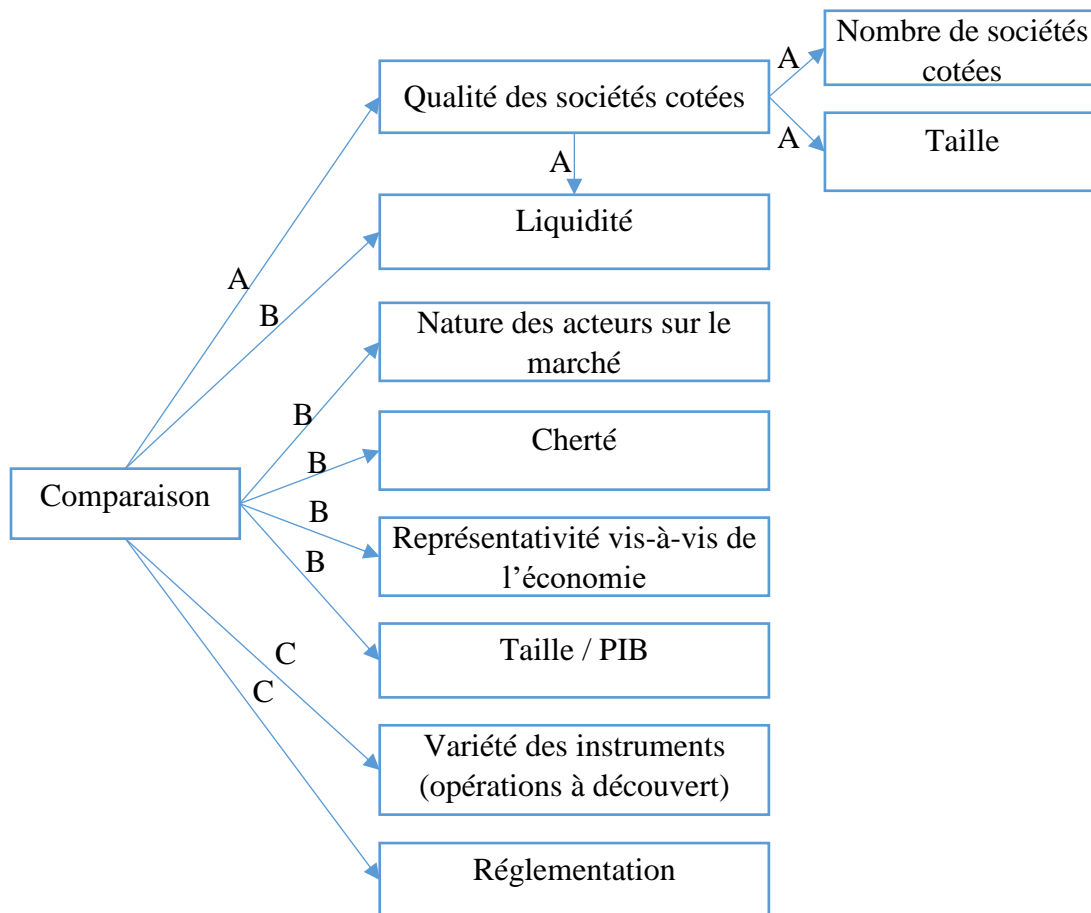 Nombre de sociétés
cotées
A
Qualité des sociétés cotées
A
Taille
A
Liquidité
A
B
Nature des acteurs sur le
marché
B
Cherté
B
Comparaison
B
Représentativité vis-à-vis de
l’économie
B
Taille / PIB
C
C
Variété des instruments
(opérations à découvert)
Réglementation